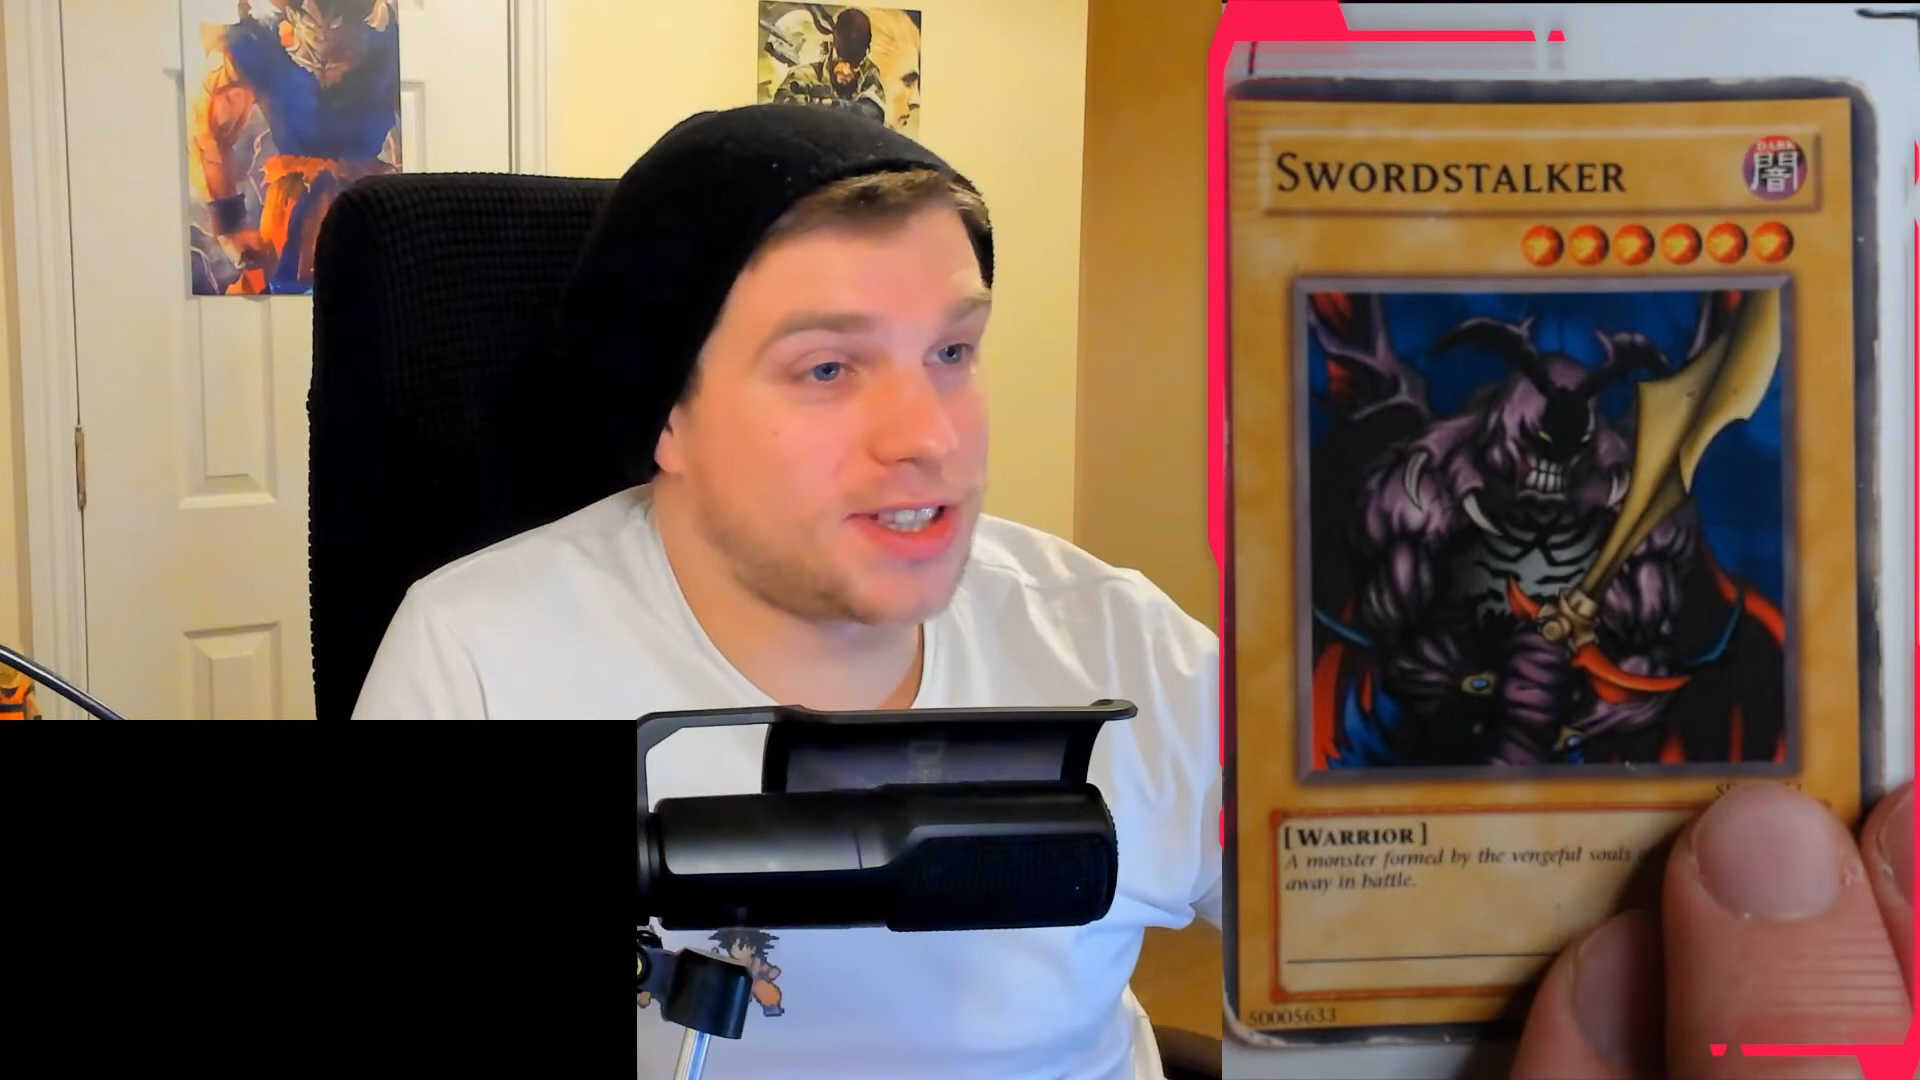 SWORDSTALKER
DARK
闇
[WARRIOR]
A monster formed by the vengeful souls
away in battle.
50005633